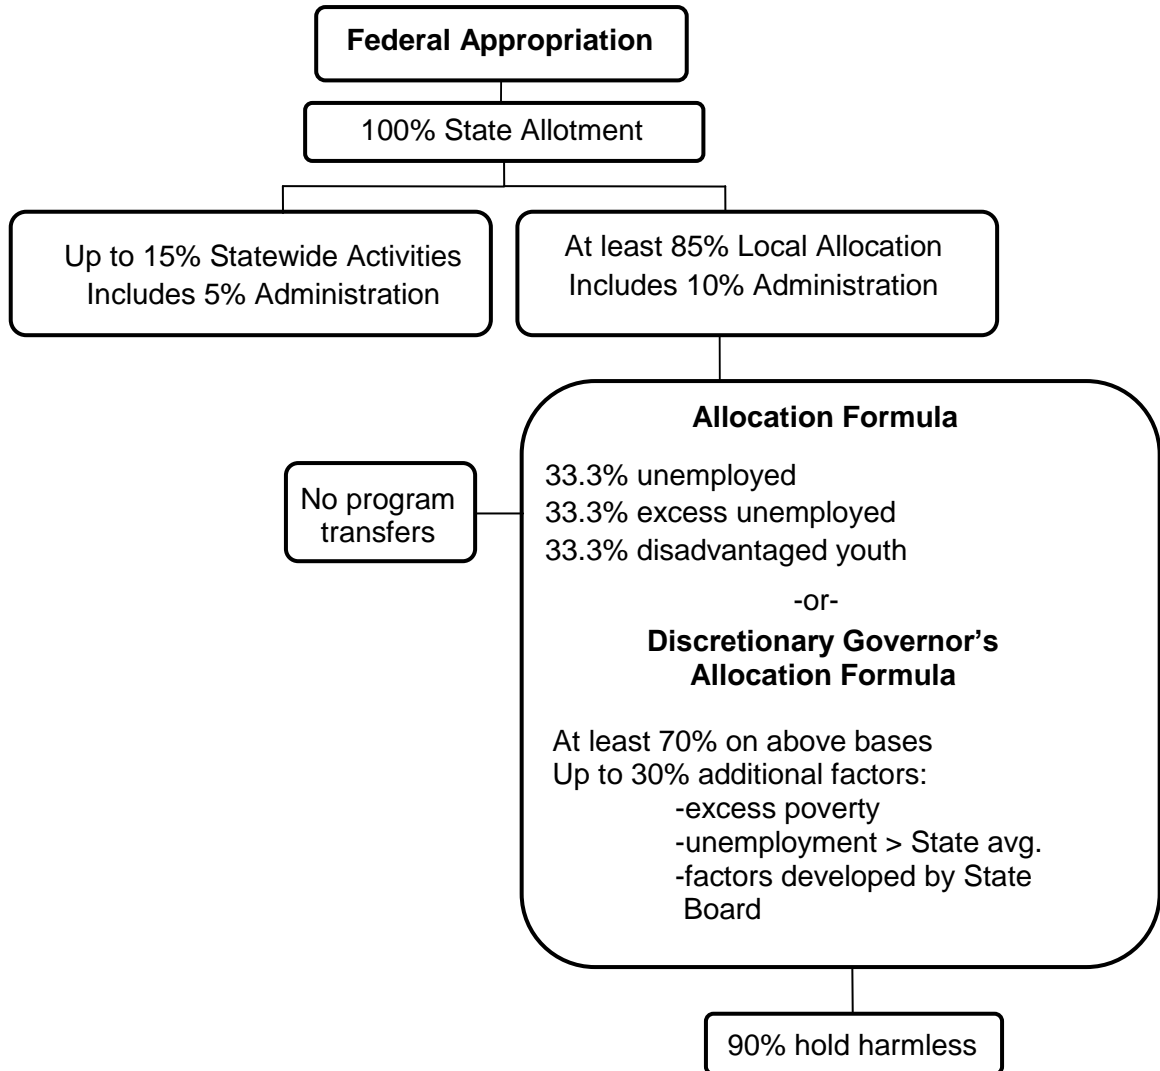 Federal Appropriation
100% State Allotment
Up to 15% Statewide Activities
Includes 5% Administration
At least 85% Local Allocation
Includes 10% Administration
Allocation Formula
33.3% unemployed
33.3% excess unemployed
33.3% disadvantaged youth
No program
transfers
-or-
Discretionary Governor’s
Allocation Formula
At least 70% on above bases
Up to 30% additional factors:
-excess poverty
-unemployment > State avg.
-factors developed by State
Board
90% hold harmless